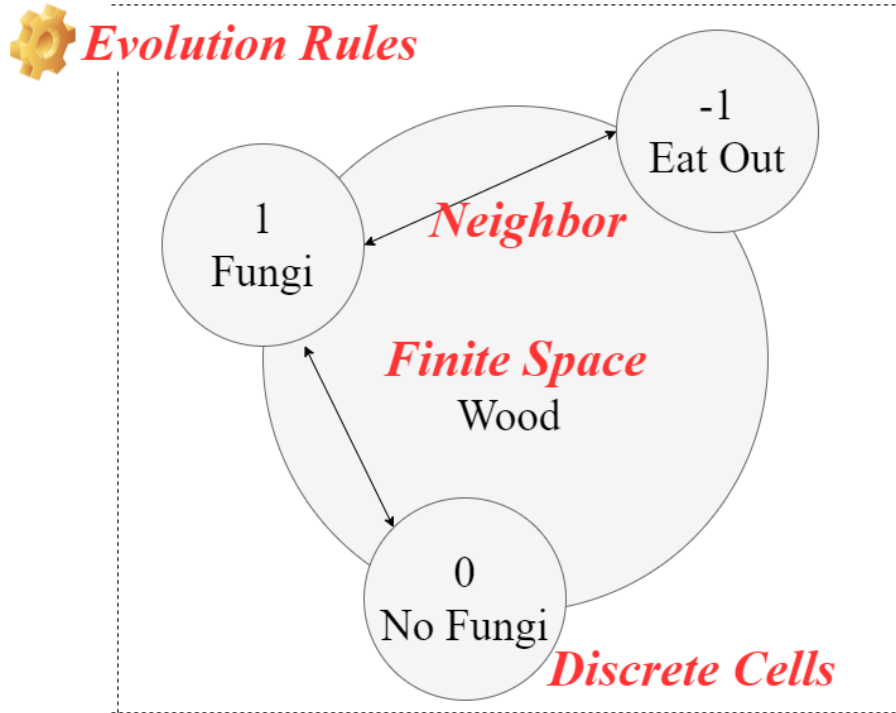 Evolution Rules
-1
Eat Out
1
Fungi
Neighbor
Finite Space
Wood
0
No Fungi
Discrete Cells